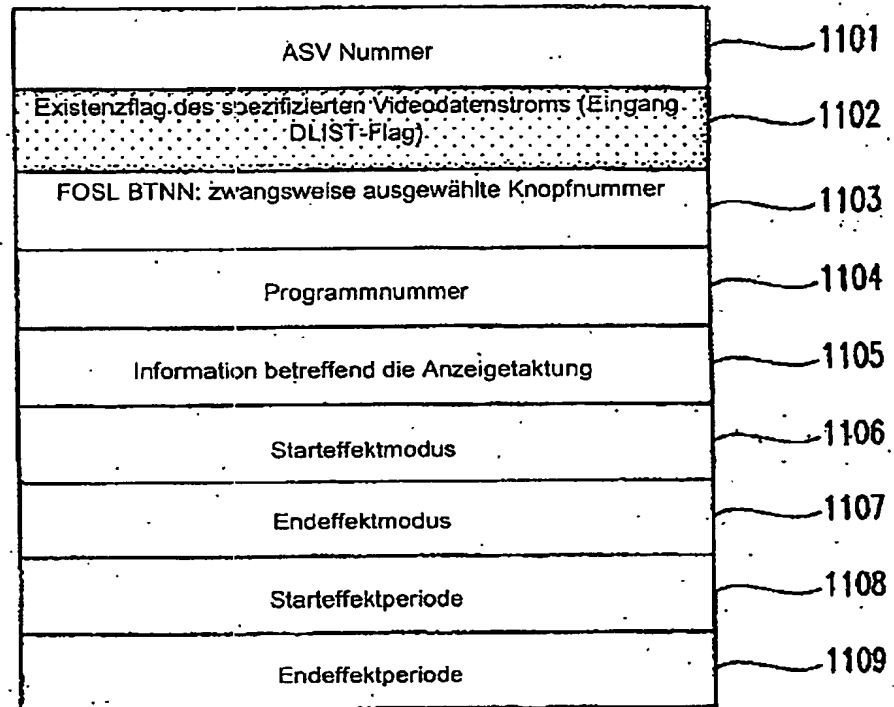 ASV Nummer 1101
Existenzflag des spezifizierten Videodatenstroms (Eingang
DLIST-Flag) 1102
FOSL BTNN: zwangsweise ausgewählte Knopfnummer 1103
Programmnummer 1104
Information betreffend die Anzeigetaktung 1105
Starteffektmodus 1106
Endeffektmodus 1107
Starteffektperiode 1108
Endeffektperiode 1109